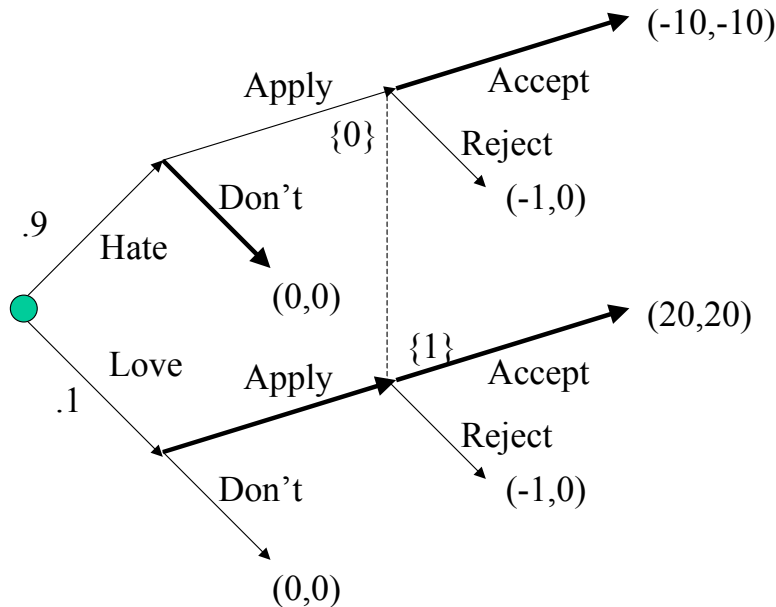 (-10,-10)
Apply
Accept
{0}
Reject
Don't
(-1,0)
.9
Hate
(0,0)
(20,20)
{1}
Love
Apply
Accept
.1
Reject
Don't
(-1,0)
(0,0)